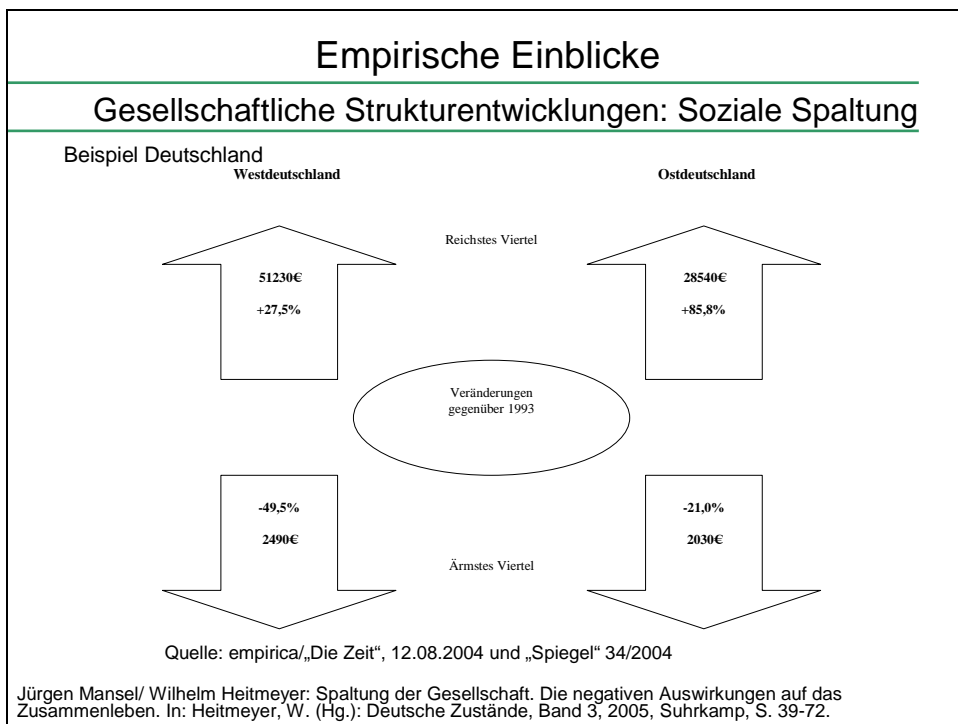 Empirische Einblicke
Gesellschaftliche Strukturentwicklungen: Soziale Spaltung
Beispiel Deutschland
Westdeutschland
Ostdeutschland
Reichstes Viertel
51230€
+27,5%
28540€
+85,8%
Veränderungen
gegenüber 1993
-49,5%
2490€
-21,0%
2030€
Ärmstes Viertel
Quelle: empirica/„Die Zeit“, 12.08.2004 und „Spiegel“ 34/2004
Jürgen Mansel/ Wilhelm Heitmeyer: Spaltung der Gesellschaft. Die negativen Auswirkungen auf das
Zusammenleben. In: Heitmeyer, W. (Hg.): Deutsche Zustände, Band 3, 2005, Suhrkamp, S. 39-72.